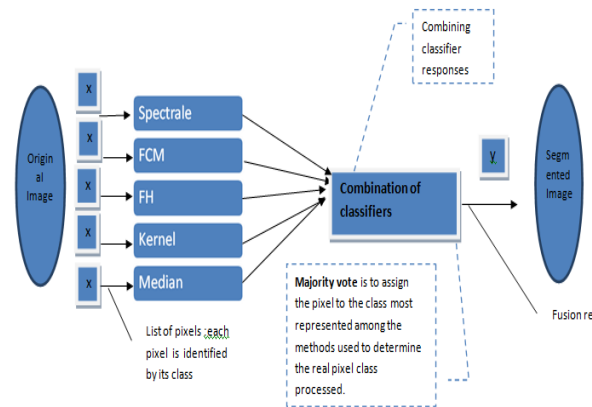 Combining
classifier
responses
x
Spectrale
x
FCM
x
FH
x
Kernel
x
Median
Origin
al
Image
Combination of
classifiers
y
Segm
ented
Image
Majority vote is to assign
the pixel to the class most
represented among the
methods used to determine
the real pixel class
processed.
List of pixels ;each
pixel is identified
by its class
Fusion re